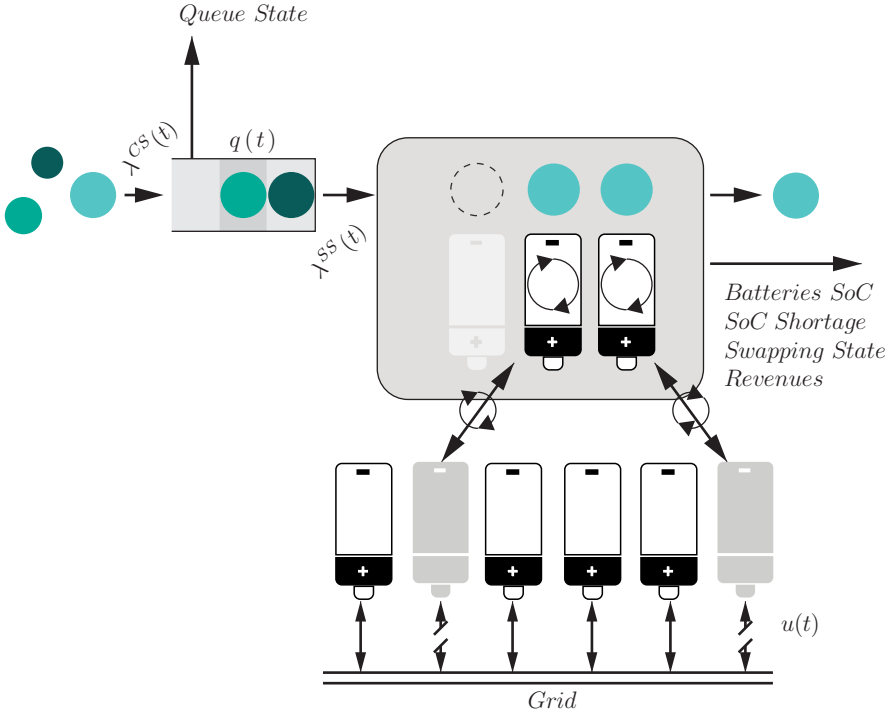 Queue State
λ^CS(t)
q(t)
λ^SS(t)
Batteries SoC
SoC Shortage
Swapping State
Revenues
u(t)
Grid